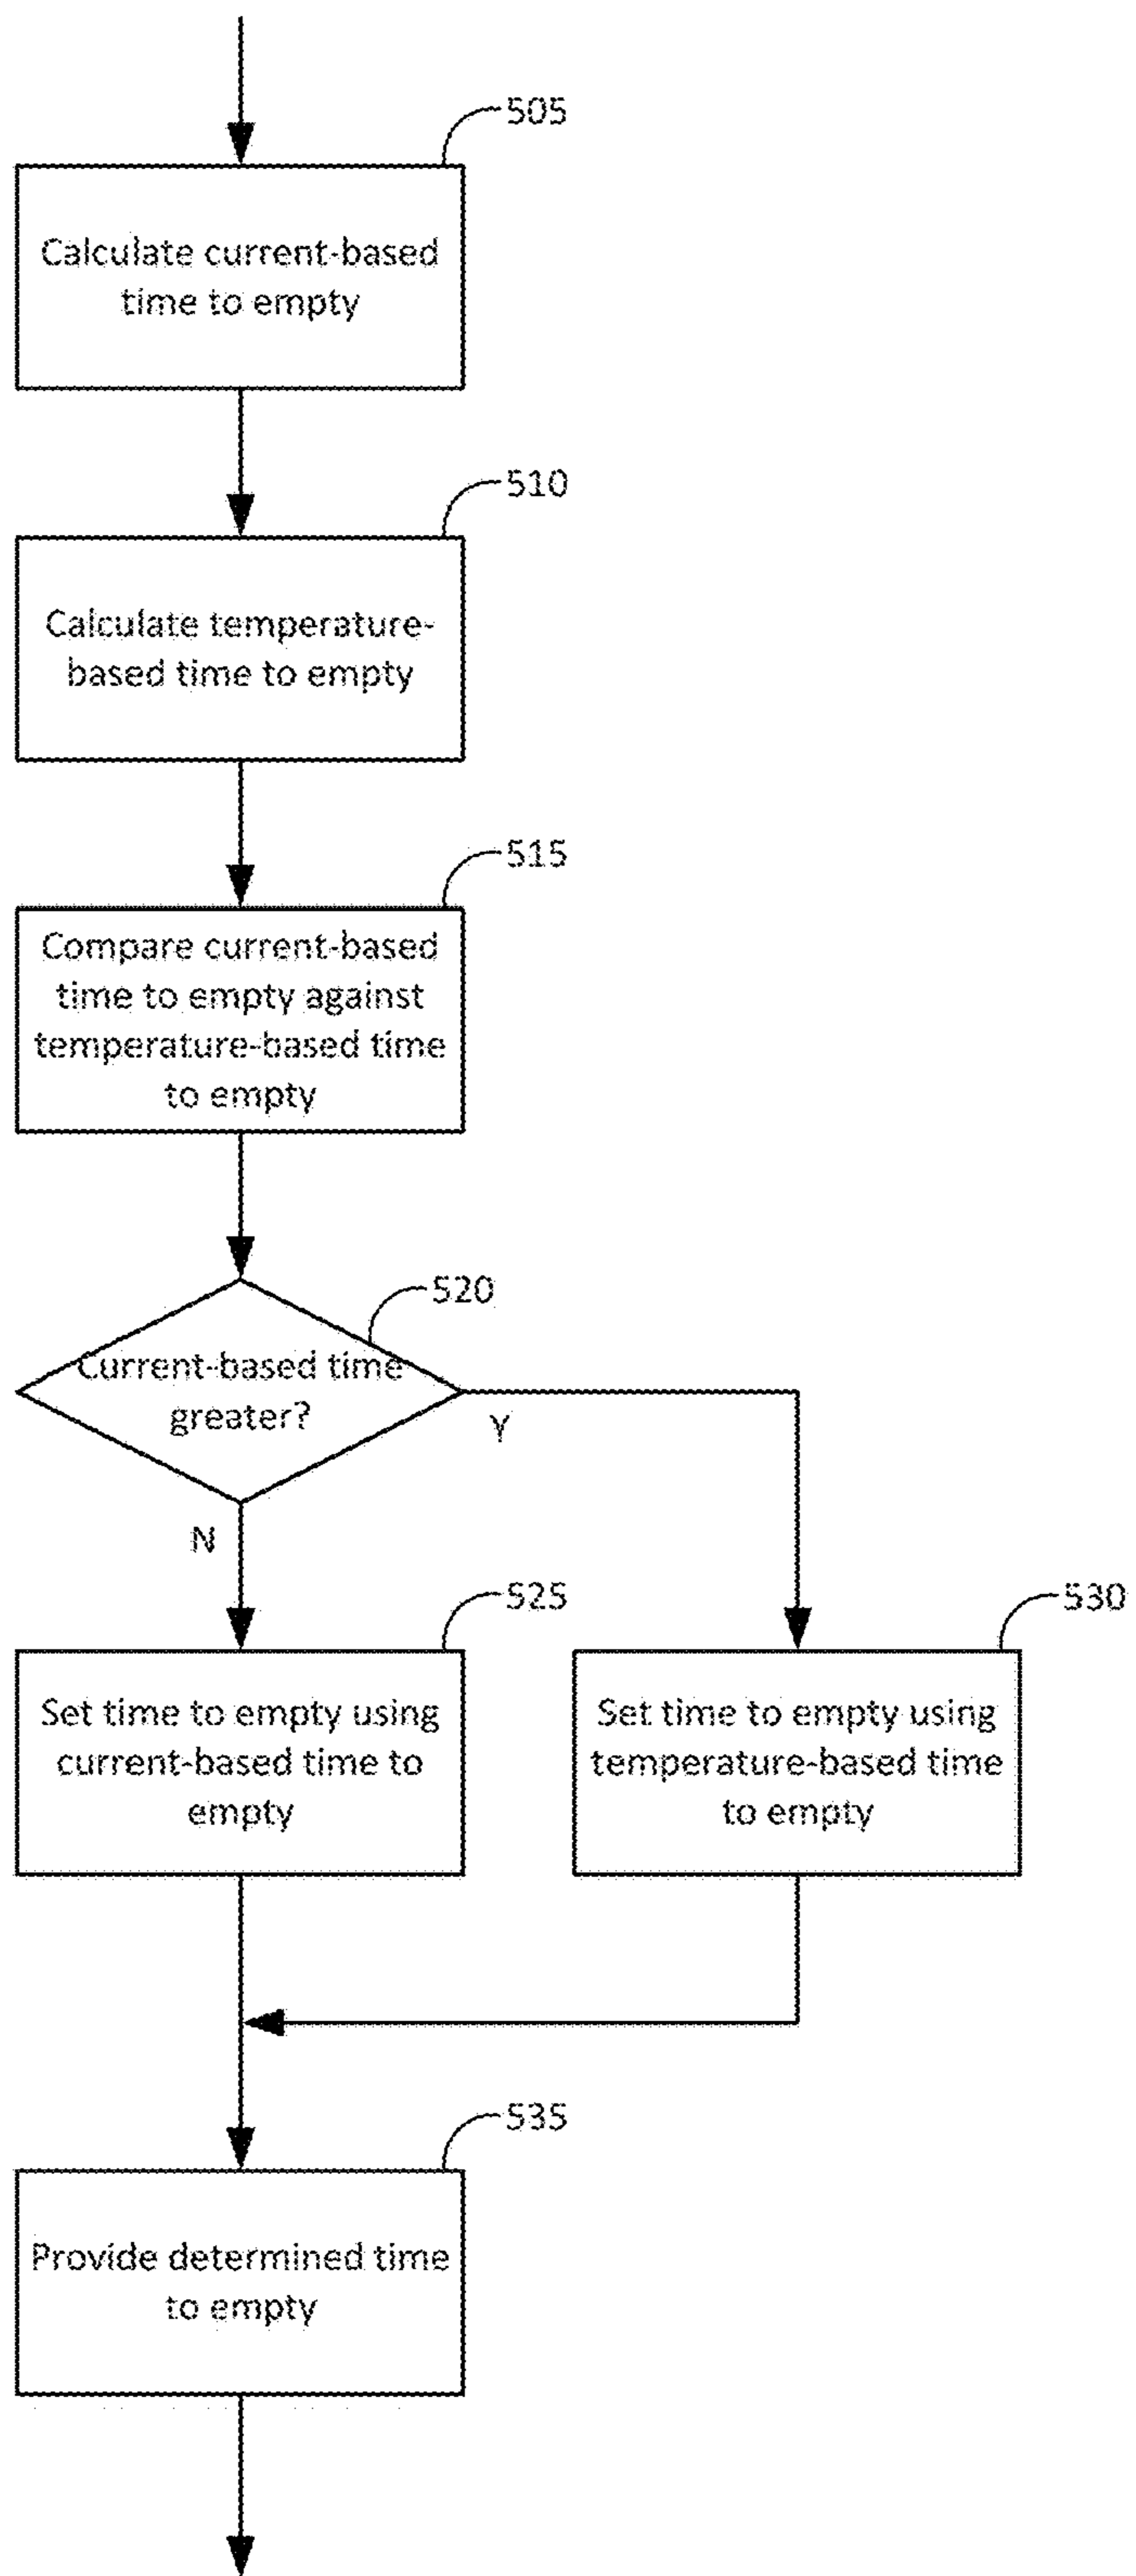 505
Calculate current-based
time to empty
510
Calculate temperature-
based time to empty
515
Compare current-based
time to empty against
temperature-based time
to empty
520
Current-based time
greater?
Y
N
525
Set time to empty using
current-based time to
empty
530
Set time to empty using
temperature-based time
to empty
535
Provide determined time
to empty